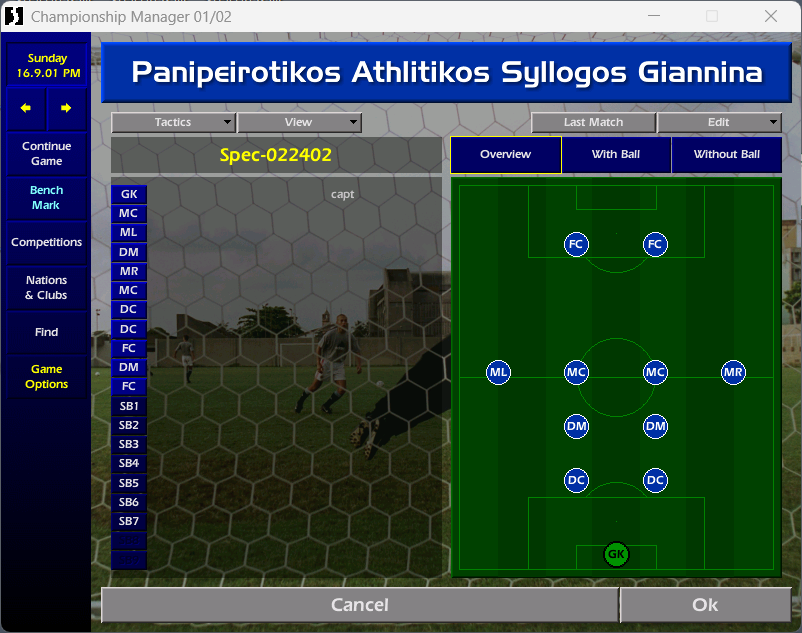 Championship Manager 01/02
Sunday
16.9.01 PM
Continue
Game
Bench
Mark
Competitions
Nations
& Clubs
Find
Game
Options
Panipeirotikos Athlitikos Syllogos Giannina
Tactics
View
Last Match
Edit
Spec-022402
Overview
With Ball
Without Ball
GK
capt
MC
ML
DM
MR
MC
DC
DC
FC
DM
FC
SB1
SB2
SB3
SB4
SB5
SB6
SB7
FC FC
ML MC MC MR
DM DM
DC DC
GK
Cancel
Ok